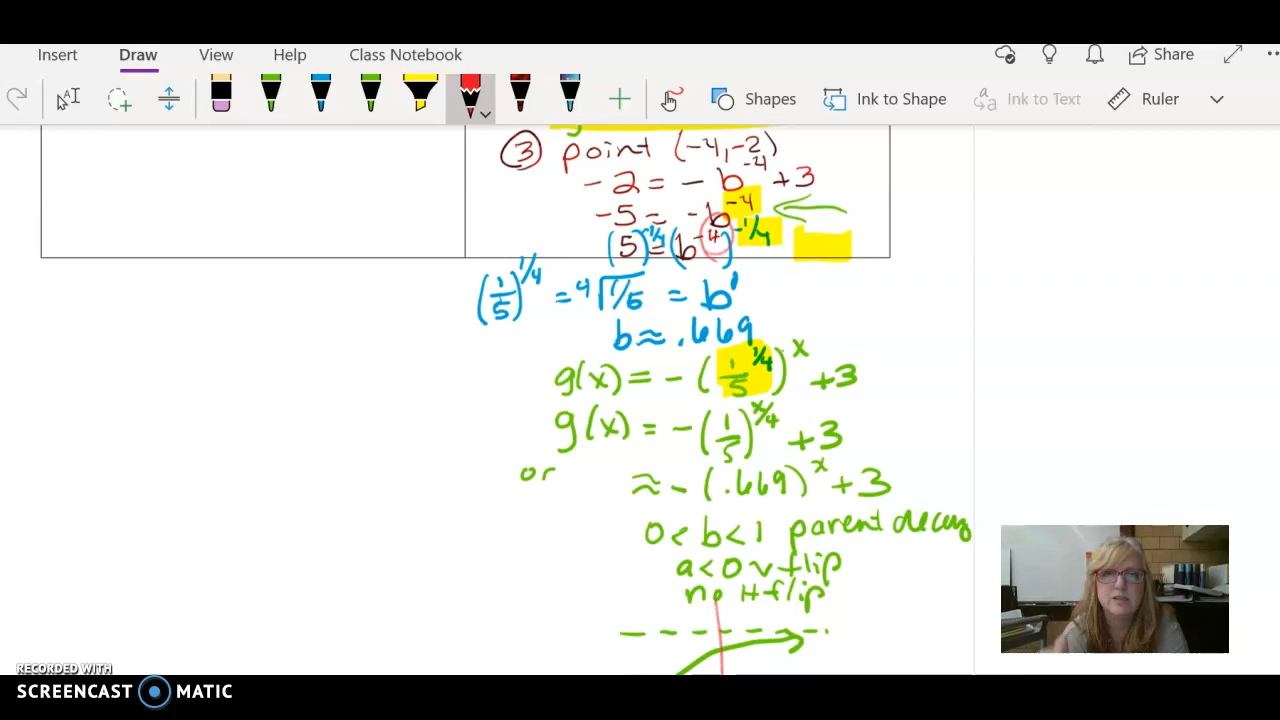 Insert Draw View Help Class Notebook Share
Shapes Ink to Shape Ink to Text Ruler
③ point (-4,-2)
-2 = -b⁻⁴ +3
-5 = -b⁻⁴
(5)^-1/4 = (b⁻⁴)^-1/4
(1/5)^1/4 = ⁴√1/5 = b¹
b ≈ .669
g(x) = -(1/5^1/4)^x +3
g(x) = -(1/5)^x/4 +3
or ≈ -(.669)^x +3
0 < b < 1 parent decay
a < 0 v flip
no H flip
RECORDED WITH
SCREENCAST MATIC